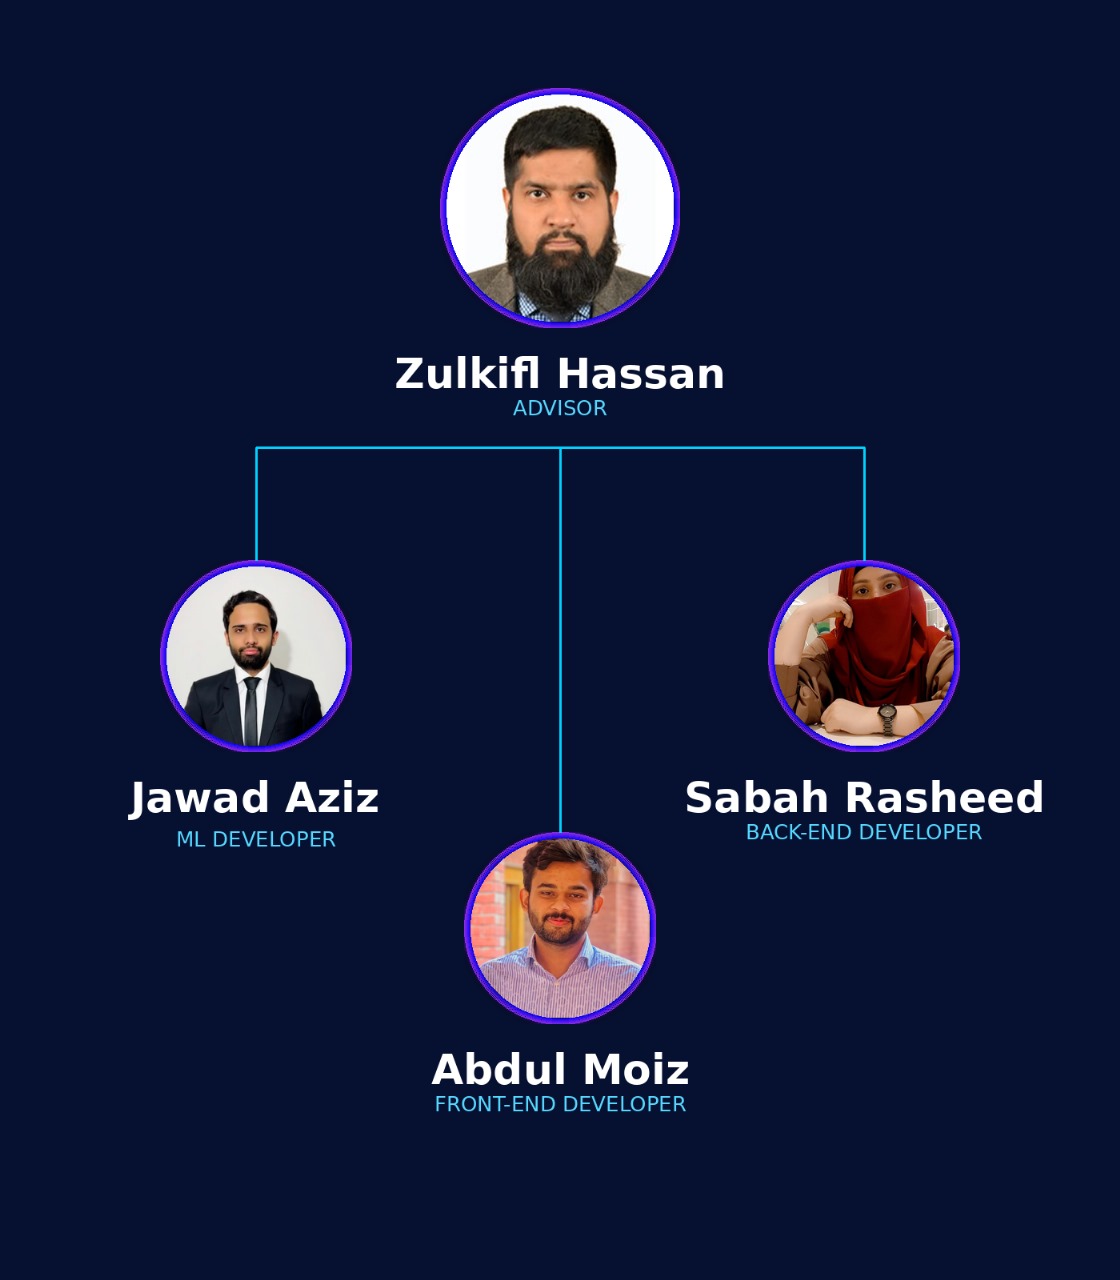 Zulkifl Hassan
ADVISOR
Jawad Aziz
ML DEVELOPER
Sabah Rasheed
BACK-END DEVELOPER
Abdul Moiz
FRONT-END DEVELOPER